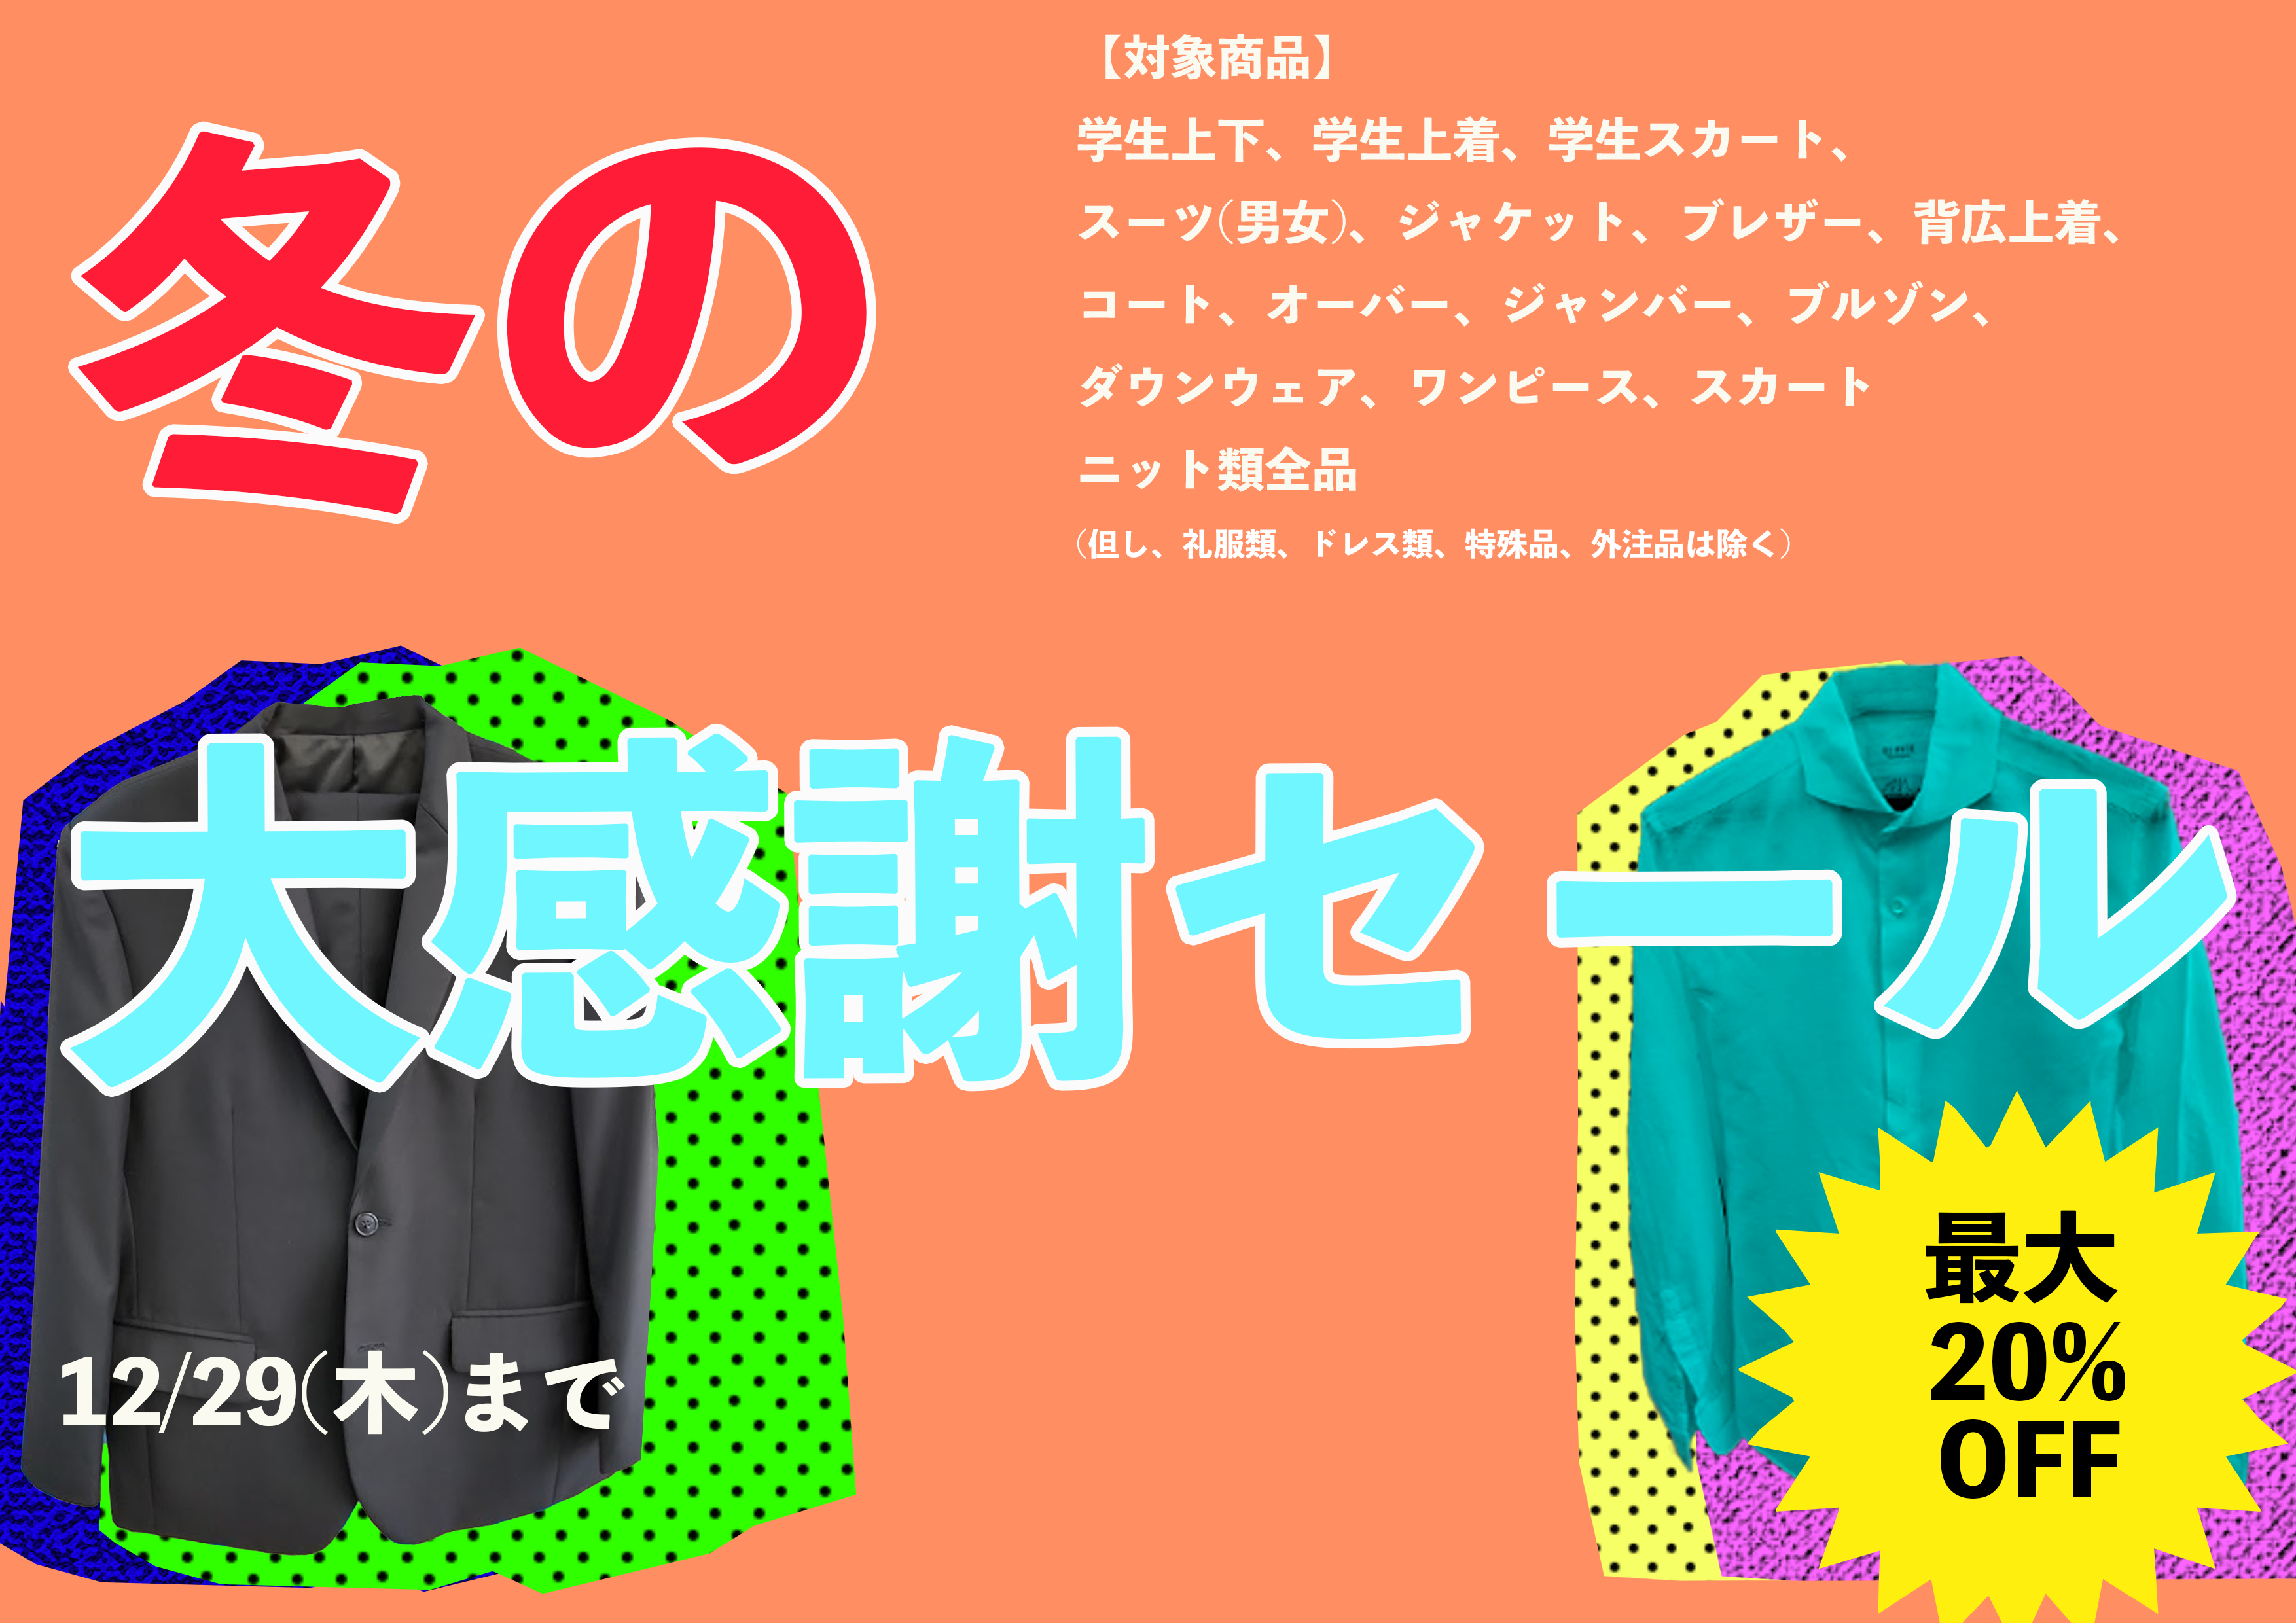 冬の
【対象商品】
学生上下、学生上着、学生スカート、
スーツ(男女)、ジャケット、ブレザー、背広上着、
コート、オーバー、ジャンバー、ブルゾン、
ダウンウェア、ワンピース、スカート
ニット類全品
(但し、礼服類、ドレス類、特殊品、外注品は除く)
大感謝セール
12/29(木)まで
最大
20%
OFF